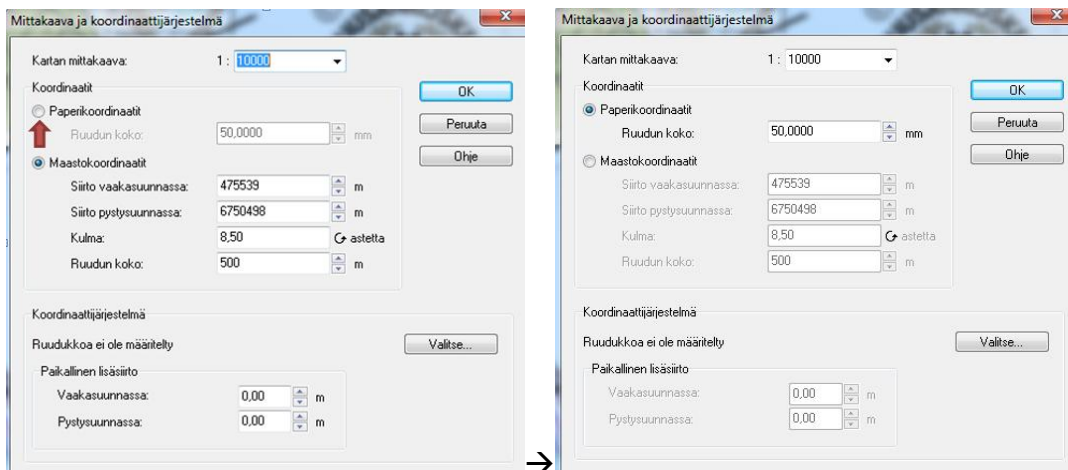 Mittakaava ja koordinaattijärjestelmä
Kartan mittakaava: 1 : 10000
Koordinaatit
Paperikoordinaatit
Ruudun koko: 50,0000 mm
Maastokoordinaatit
Siirto vaakasuunnassa: 475539 m
Siirto pystysuunnassa: 6750498 m
Kulma: 8,50 astetta
Ruudun koko: 500 m
OK
Peruuta
Ohje
Koordinaattijärjestelmä
Ruudukkoa ei ole määritelty Valitse...
Paikallinen lisäsiirto
Vaakasuunnassa: 0,00 m
Pystysuunnassa: 0,00 m
→
Mittakaava ja koordinaattijärjestelmä
Kartan mittakaava: 1 : 10000
Koordinaatit
Paperikoordinaatit
Ruudun koko: 50,0000 mm
Maastokoordinaatit
Siirto vaakasuunnassa: 475539 m
Siirto pystysuunnassa: 6750498 m
Kulma: 8,50 astetta
Ruudun koko: 500 m
OK
Peruuta
Ohje
Koordinaattijärjestelmä
Ruudukkoa ei ole määritelty Valitse...
Paikallinen lisäsiirto
Vaakasuunnassa: 0,00 m
Pystysuunnassa: 0,00 m